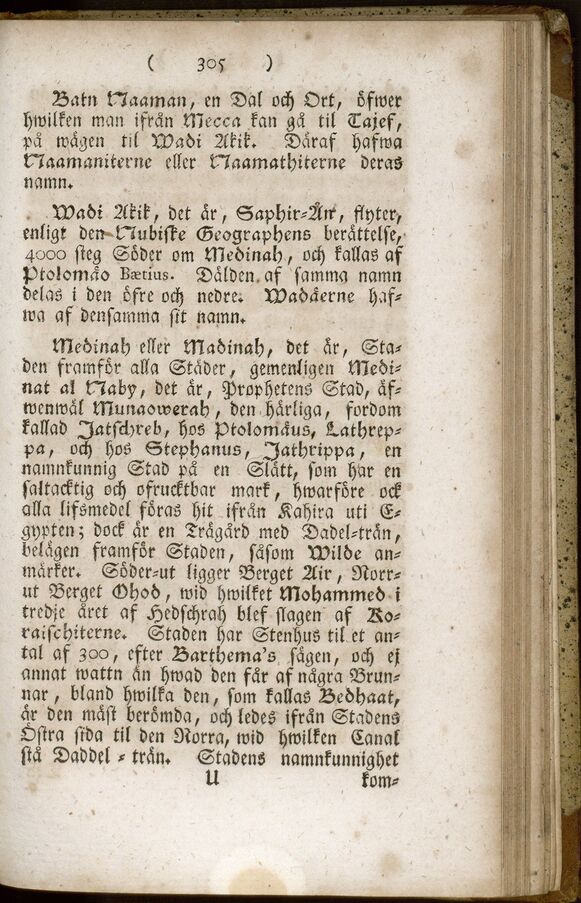 ( 305 )
Batn Naaman, en Dal och Ort, öfwer
hwilken man ifrån Mecca kan gå til Tajef,
på wägen til Wadi Akik. Däraf hafwa
Naamaniterne eller Naamathiterne deras
namn.
Wadi Akik, det är, Saphir-Ån, flyter,
enligt den Nubiske Geographens berättelse,
4000 steg Söder om Medinah, och kallas af
Ptolomäo Bætius. Dälden af samma namn
delas i den öfre och nedre. Wadäerne haf-
wa af densamma sit namn.
Medinah eller Madinah, det är, Sta-
den framför alla Städer, gemenligen Medi-
nat al Naby, det är, Prophetens Stad, äf-
wenwäl Munaowerah, den härliga, fordom
kallad Jatschreb, hos Ptolomäus, Lathrep-
pa, och hos Stephanus, Jathrippa, en
namnkunnig Stad på en Slätt, som har en
saltacktig och ofrucktbar mark, hwarföre ock
alla lifsmedel föras hit ifrån Kahira uti E-
gypten; dock är en Trägård med Dadel-trän,
belägen framför Staden, såsom Wilde an-
märker. Söder-ut ligger Berget Air, Norr-
ut Berget Ohod, wid hwilket Mohammed i
tredje året af Hedschrah blef slagen af Ko-
raischiterne. Staden har Stenhus til et an-
tal af 300, efter Barthema's sägen, och ej
annat wattn än hwad den får af några Brun-
nar, bland hwilka den, som kallas Bedhaat,
är den mäst berömda, och ledes ifrån Stadens
Östra sida til den Norra, wid hwilken Canal
stå Daddel-trän. Stadens namnkunnighet
U kom-